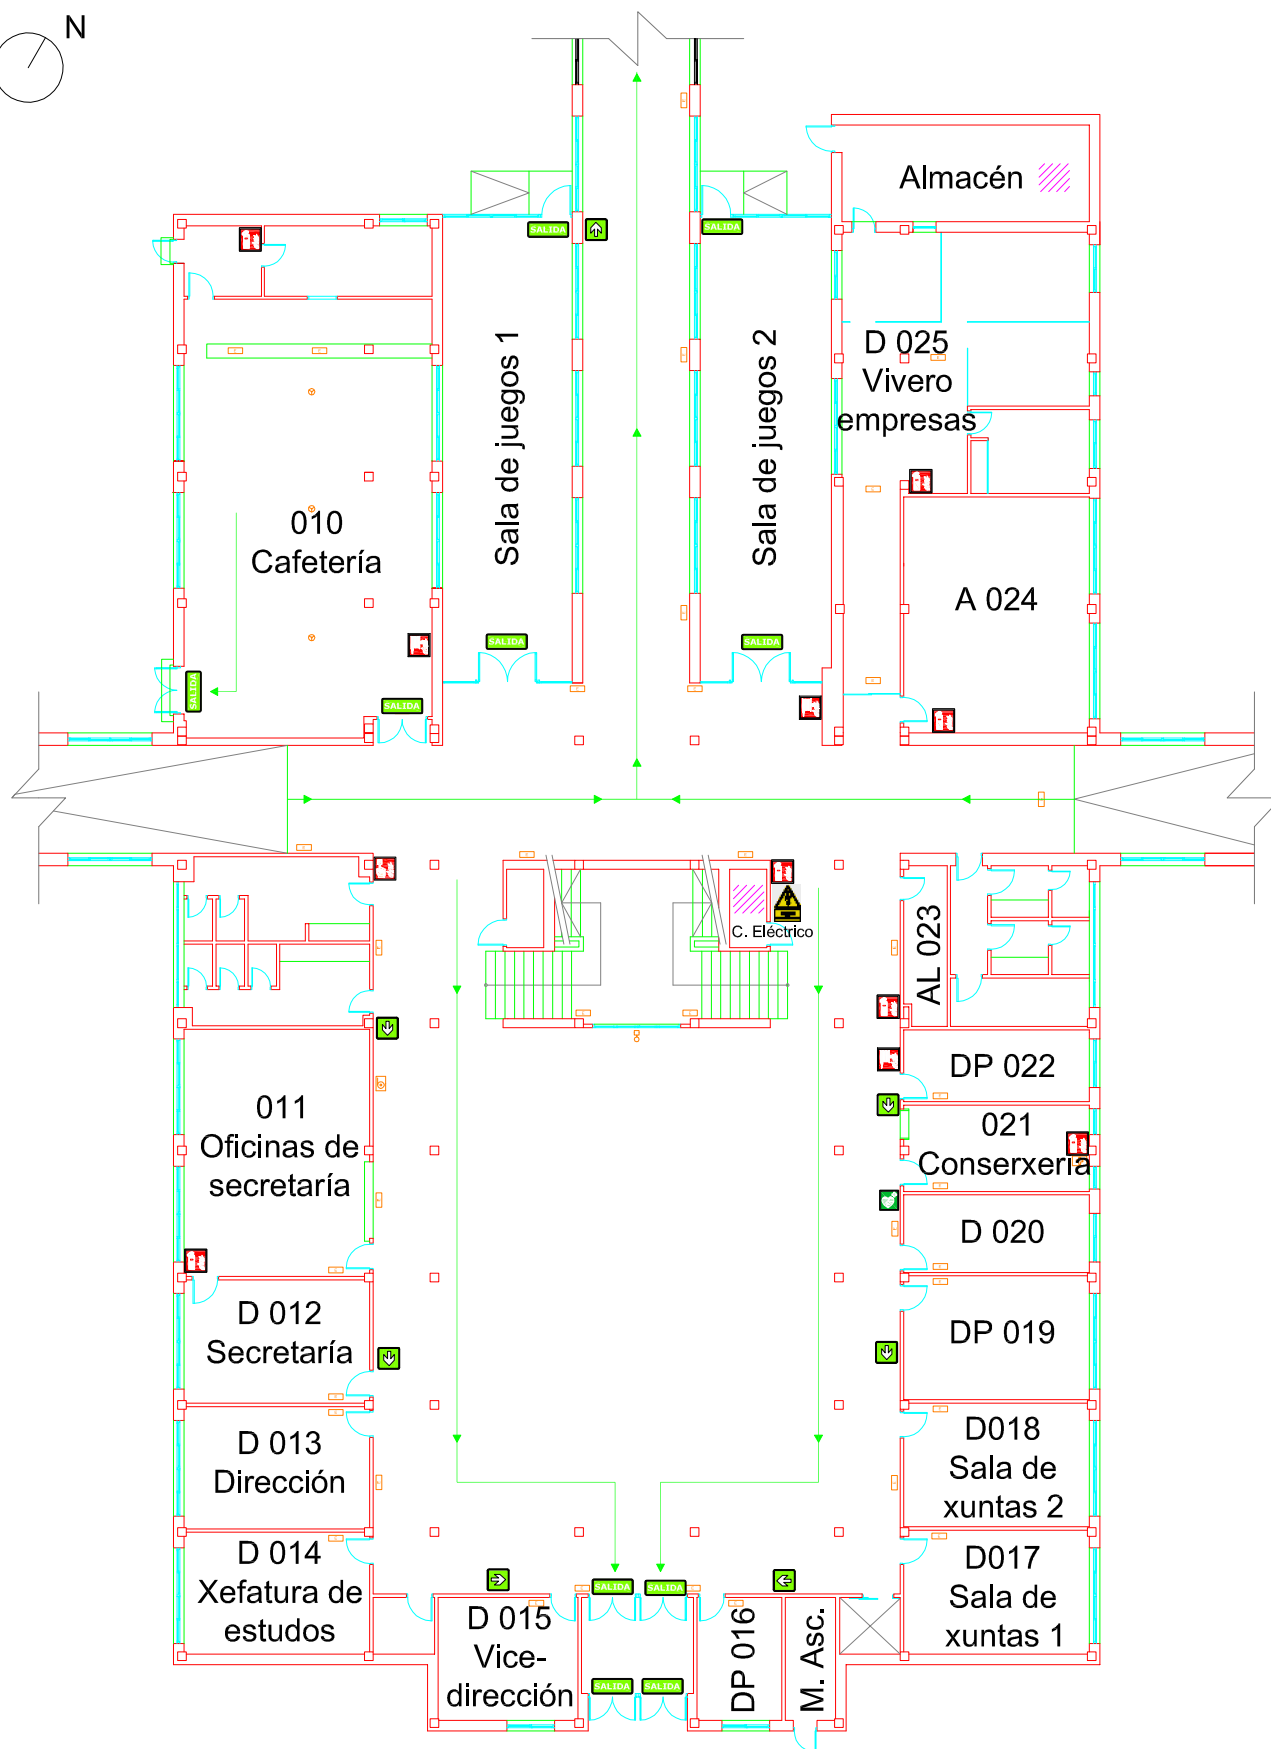 N
Almacén
SALIDA
SALIDA
Sala de juegos 1
Sala de juegos 2
D 025
Vivero
empresas
010
Cafetería
A 024
SALIDA
SALIDA
SALIDA
SALIDA
C. Eléctrico
AL 023
DP 022
011
Oficinas de
secretaría
021
Conserxería
D 020
D 012
Secretaría
DP 019
D 013
Dirección
D018
Sala de
xuntas 2
D 014
Xefatura de
estudos
D017
Sala de
xuntas 1
SALIDA
SALIDA
D 015
Vice-
dirección
DP 016
M. Asc.
SALIDA
SALIDA